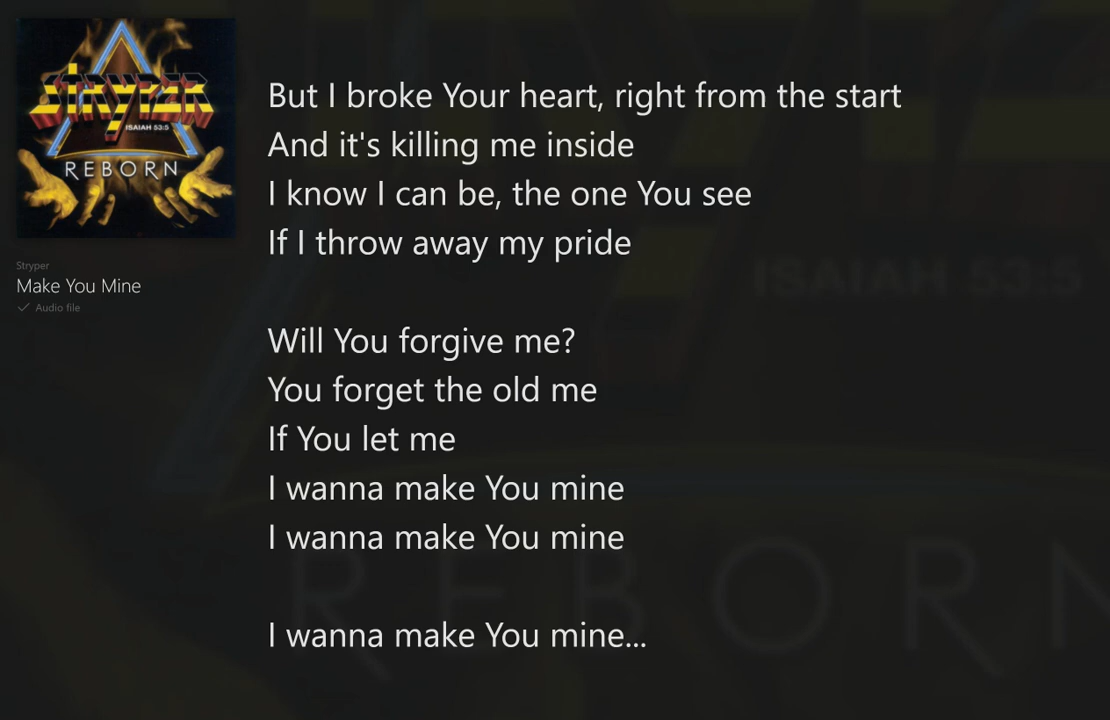 Stryper
ISAIAH 53:5
REBORN
Stryper
Make You Mine
Audio file
But I broke Your heart, right from the start
And it's killing me inside
I know I can be, the one You see
If I throw away my pride
Will You forgive me?
You forget the old me
If You let me
I wanna make You mine
I wanna make You mine
I wanna make You mine...
ISAIAH 53:5
REBORN